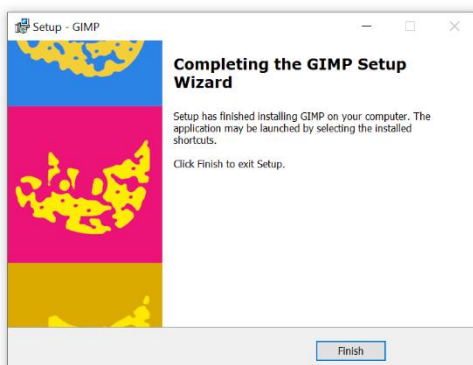 Setup - GIMP
Completing the GIMP Setup
Wizard
Setup has finished installing GIMP on your computer. The
application may be launched by selecting the installed
shortcuts.
Click Finish to exit Setup.
Finish